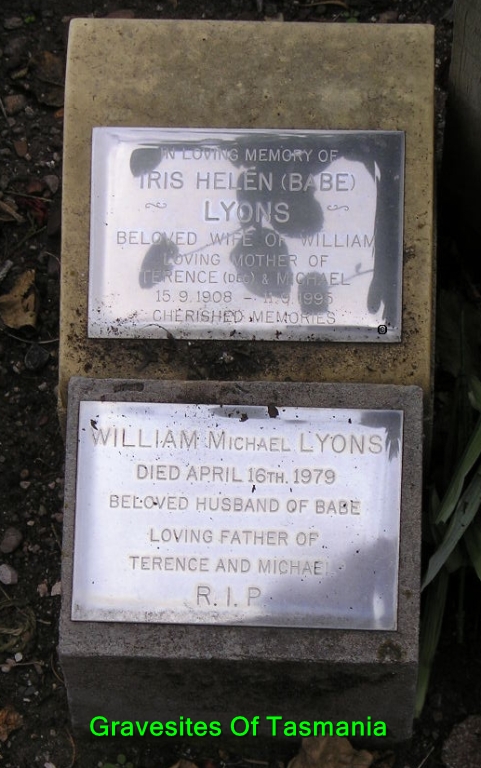 IN LOVING MEMORY OF
IRIS HELEN (BABE)
LYONS
BELOVED WIFE OF WILLIAM
LOVING MOTHER OF
TERENCE (DEC) & MICHAEL
15.9.1908 – 11.9.1995
CHERISHED MEMORIES
WILLIAM MICHAEL LYONS
DIED APRIL 16TH. 1979
BELOVED HUSBAND OF BABE
LOVING FATHER OF
TERENCE AND MICHAEL
R.I.P
Gravesites Of Tasmania